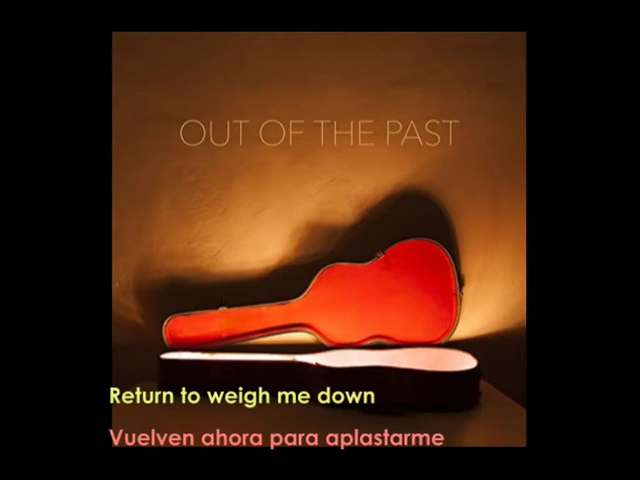 OUT OF THE PAST
Return to weigh me down
Vuelven ahora para aplastarme